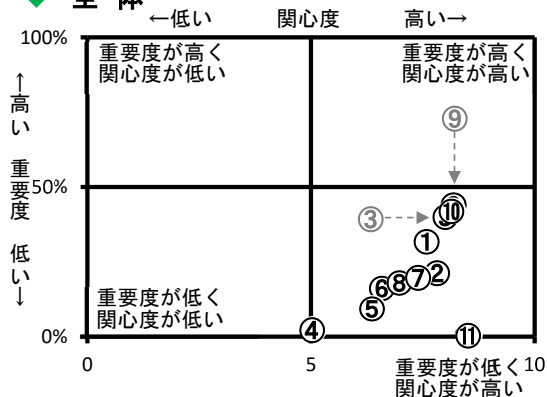 ◆ 全 体
←低い 関心度 高い→
100%
重要度が高く
関心度が低い
重要度が高く
関心度が高い
←高い 重要度 低い→
⑨
50%
③
⑩
①
②
⑦
⑧
⑥
⑤
重要度が低く
関心度が低い
④
⑪
0%
0
5
10
重要度が低く
関心度が高い